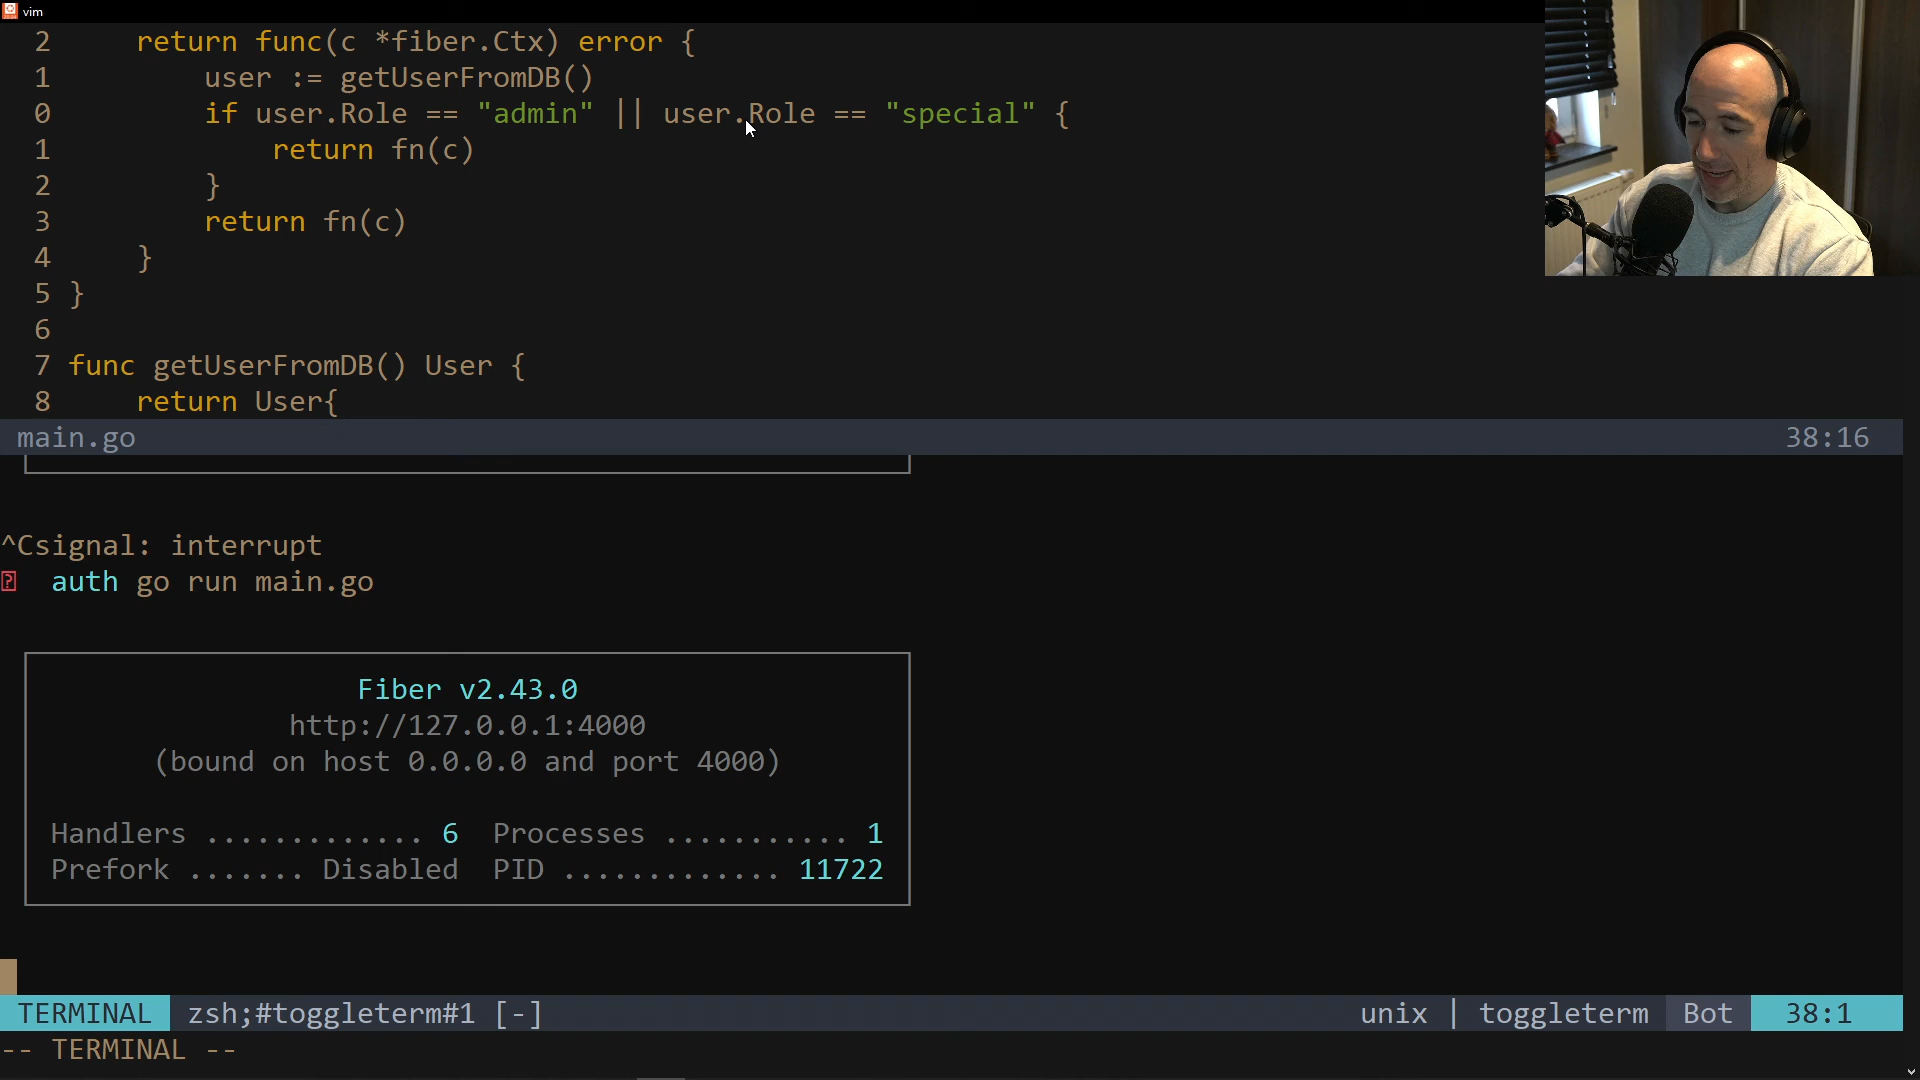 vim
2 return func(c *fiber.Ctx) error {
1 user := getUserFromDB()
0 if user.Role == "admin" || user.Role == "special" {
1 return fn(c)
2 }
3 return fn(c)
4 }
5 }
6
7 func getUserFromDB() User {
8 return User{
main.go 38:16
^Csignal: interrupt
auth go run main.go
Fiber v2.43.0
http://127.0.0.1:4000
(bound on host 0.0.0.0 and port 4000)
Handlers ............. 6 Processes ........... 1
Prefork ....... Disabled PID ............. 11722
TERMINAL zsh;#toggleterm#1 [-] unix | toggleterm Bot 38:1
-- TERMINAL --